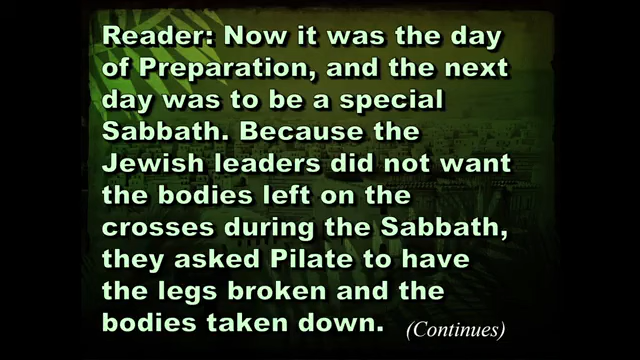 Reader: Now it was the day
of Preparation, and the next
day was to be a special
Sabbath. Because the
Jewish leaders did not want
the bodies left on the
crosses during the Sabbath,
they asked Pilate to have
the legs broken and the
bodies taken down. (Continues)